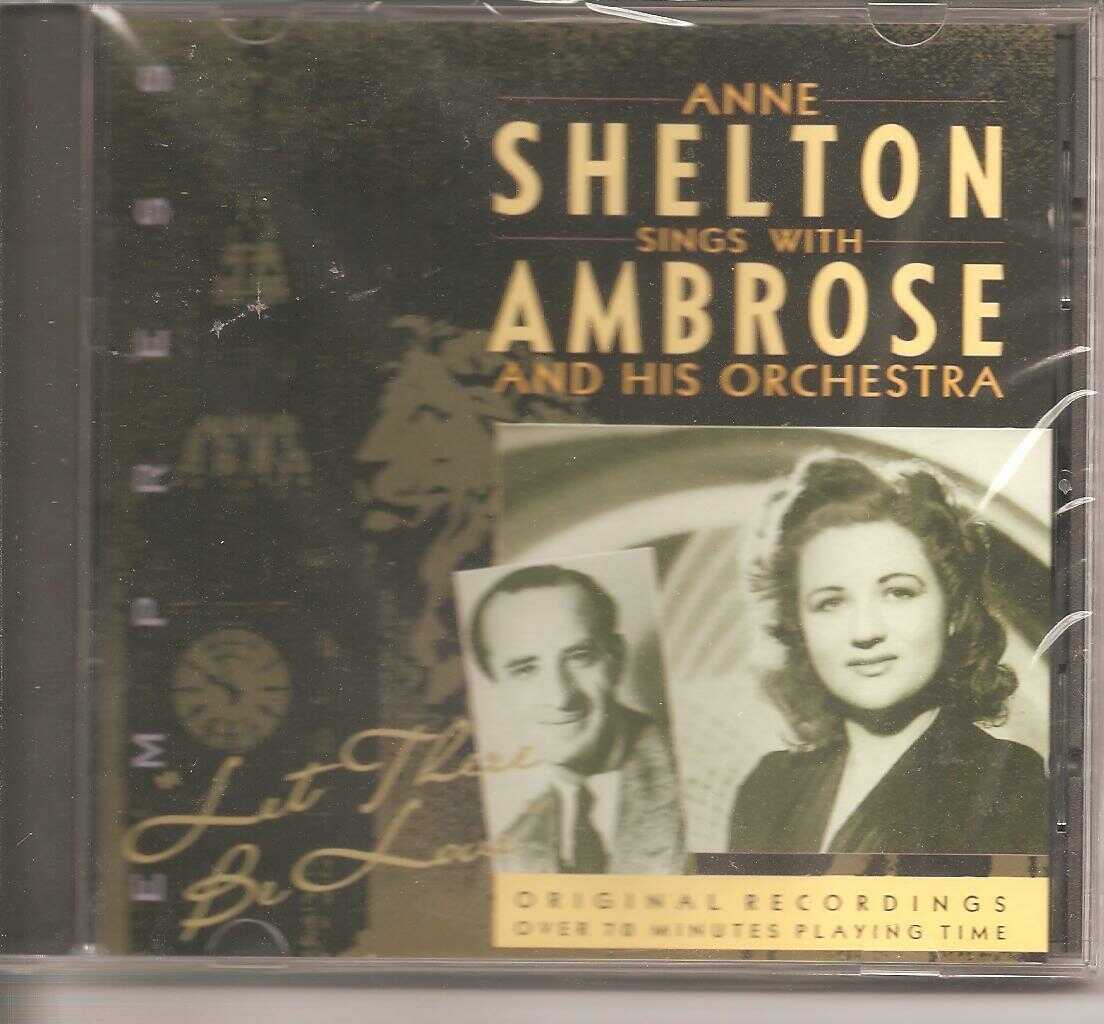 ANNE
SHELTON
SINGS WITH
AMBROSE
AND HIS ORCHESTRA
EMPRESS
"Let There
Be Love"
ORIGINAL RECORDINGS
OVER 70 MINUTES PLAYING TIME